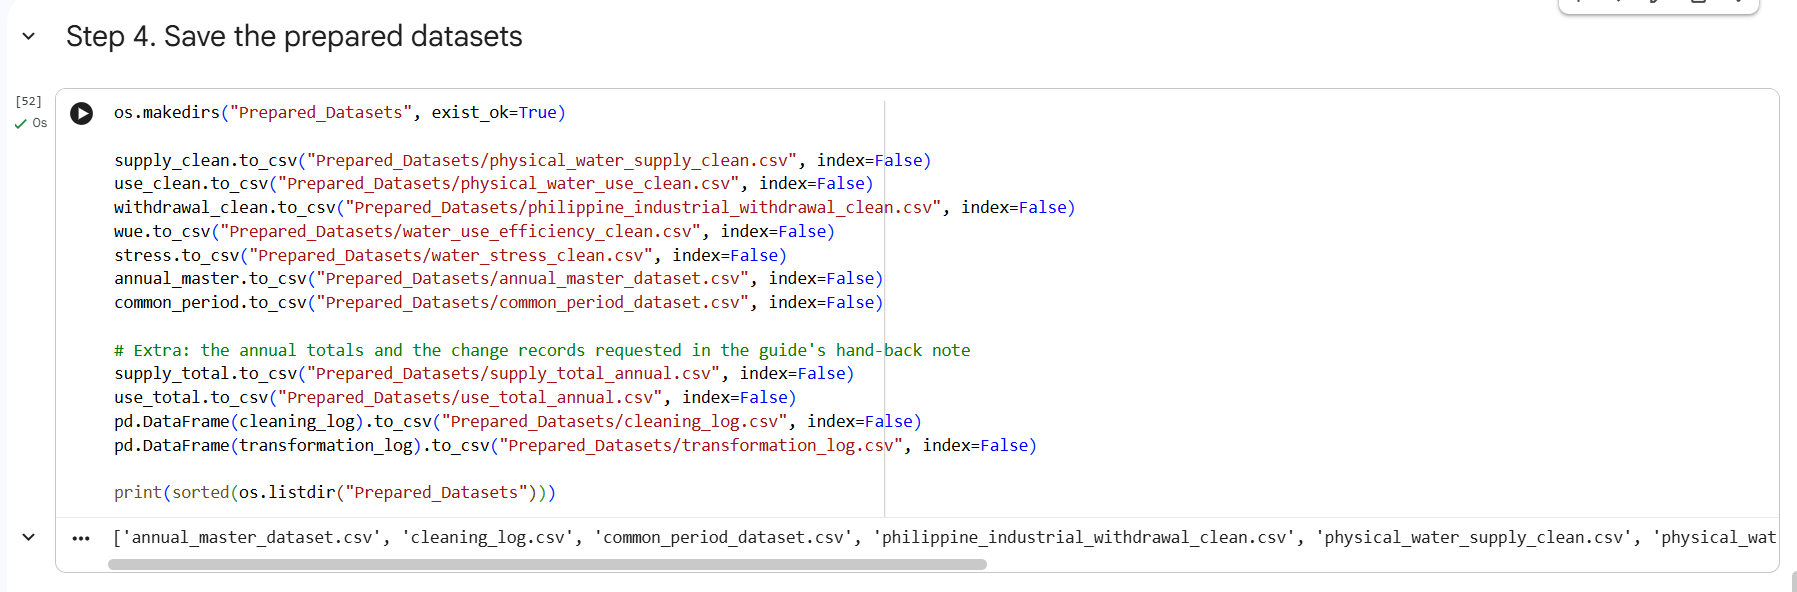 Step 4. Save the prepared datasets
[52]
0s
os.makedirs("Prepared_Datasets", exist_ok=True)
supply_clean.to_csv("Prepared_Datasets/physical_water_supply_clean.csv", index=False)
use_clean.to_csv("Prepared_Datasets/physical_water_use_clean.csv", index=False)
withdrawal_clean.to_csv("Prepared_Datasets/philippine_industrial_withdrawal_clean.csv", index=False)
wue.to_csv("Prepared_Datasets/water_use_efficiency_clean.csv", index=False)
stress.to_csv("Prepared_Datasets/water_stress_clean.csv", index=False)
annual_master.to_csv("Prepared_Datasets/annual_master_dataset.csv", index=False)
common_period.to_csv("Prepared_Datasets/common_period_dataset.csv", index=False)
# Extra: the annual totals and the change records requested in the guide's hand-back note
supply_total.to_csv("Prepared_Datasets/supply_total_annual.csv", index=False)
use_total.to_csv("Prepared_Datasets/use_total_annual.csv", index=False)
pd.DataFrame(cleaning_log).to_csv("Prepared_Datasets/cleaning_log.csv", index=False)
pd.DataFrame(transformation_log).to_csv("Prepared_Datasets/transformation_log.csv", index=False)
print(sorted(os.listdir("Prepared_Datasets")))
['annual_master_dataset.csv', 'cleaning_log.csv', 'common_period_dataset.csv', 'philippine_industrial_withdrawal_clean.csv', 'physical_water_supply_clean.csv', 'physical_wat